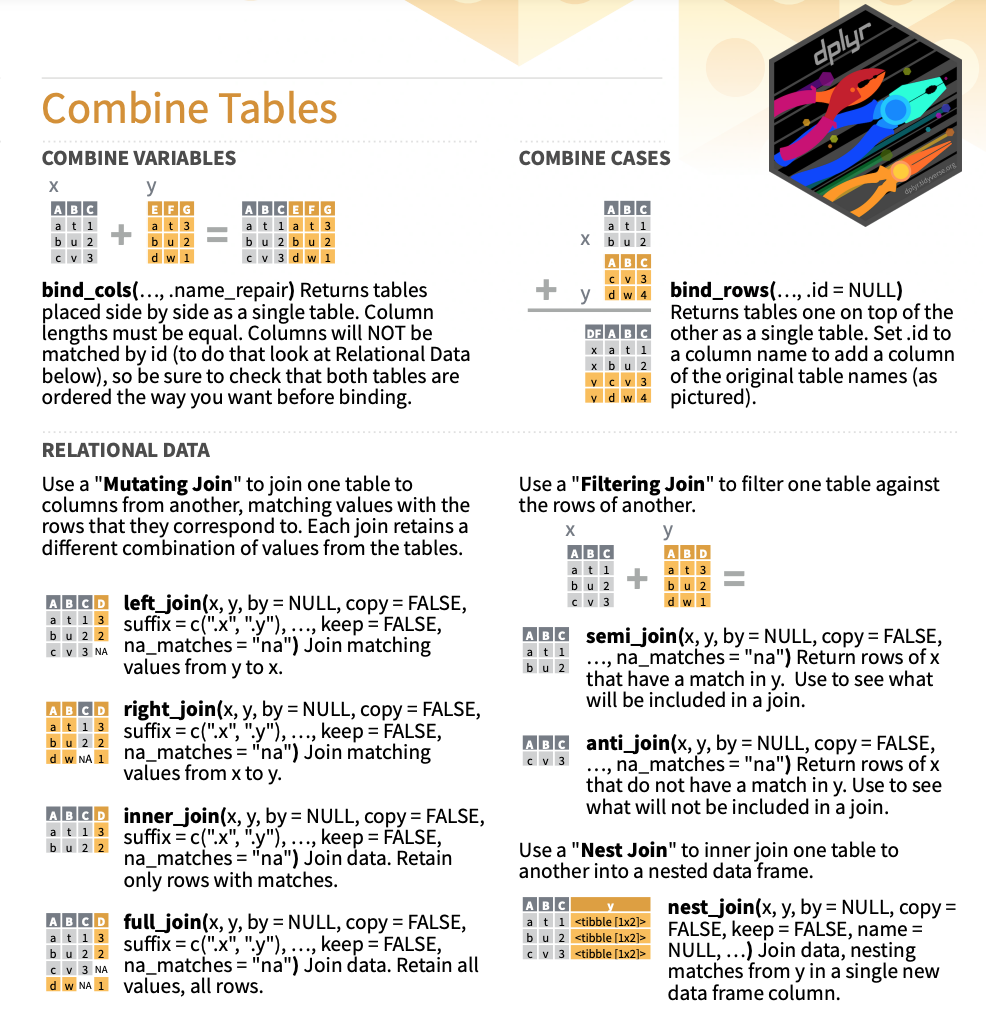 dplyr
dplyr.tidyverse.org
Combine Tables
COMBINE VARIABLES
x y
A B C E F G A B C E F G
a t 1 a t 3 a t 1 a t 3
b u 2 + b u 2 = b u 2 b u 2
c v 3 d w 1 c v 3 d w 1
bind_cols(…, .name_repair) Returns tables
placed side by side as a single table. Column
lengths must be equal. Columns will NOT be
matched by id (to do that look at Relational Data
below), so be sure to check that both tables are
ordered the way you want before binding.
COMBINE CASES
A B C
a t 1
x b u 2
A B C
c v 3
+ y d w 4
DF A B C
x a t 1
x b u 2
y c v 3
y d w 4
bind_rows(…, .id = NULL)
Returns tables one on top of the
other as a single table. Set .id to
a column name to add a column
of the original table names (as
pictured).
RELATIONAL DATA
Use a "Mutating Join" to join one table to
columns from another, matching values with the
rows that they correspond to. Each join retains a
different combination of values from the tables.
A B C D
a t 1 3
b u 2 2
c v 3 NA
left_join(x, y, by = NULL, copy = FALSE,
suffix = c(".x", ".y"), …, keep = FALSE,
na_matches = "na") Join matching
values from y to x.
A B C D
a t 1 3
b u 2 2
d w NA 1
right_join(x, y, by = NULL, copy = FALSE,
suffix = c(".x", ".y"), …, keep = FALSE,
na_matches = "na") Join matching
values from x to y.
A B C D
a t 1 3
b u 2 2
inner_join(x, y, by = NULL, copy = FALSE,
suffix = c(".x", ".y"), …, keep = FALSE,
na_matches = "na") Join data. Retain
only rows with matches.
A B C D
a t 1 3
b u 2 2
c v 3 NA
d w NA 1
full_join(x, y, by = NULL, copy = FALSE,
suffix = c(".x", ".y"), …, keep = FALSE,
na_matches = "na") Join data. Retain all
values, all rows.
Use a "Filtering Join" to filter one table against
the rows of another.
x y
A B C A B D
a t 1 a t 3
b u 2 + b u 2 =
c v 3 d w 1
A B C
a t 1
b u 2
semi_join(x, y, by = NULL, copy = FALSE,
…, na_matches = "na") Return rows of x
that have a match in y. Use to see what
will be included in a join.
A B C
c v 3
anti_join(x, y, by = NULL, copy = FALSE,
…, na_matches = "na") Return rows of x
that do not have a match in y. Use to see
what will not be included in a join.
Use a "Nest Join" to inner join one table to
another into a nested data frame.
A B C y
a t 1 <tibble [1x2]>
b u 2 <tibble [1x2]>
c v 3 <tibble [1x2]>
nest_join(x, y, by = NULL, copy =
FALSE, keep = FALSE, name =
NULL, …) Join data, nesting
matches from y in a single new
data frame column.